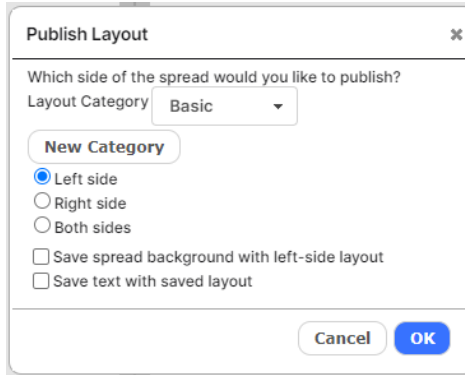 Publish Layout
Which side of the spread would you like to publish?
Layout Category Basic
New Category
Left side
Right side
Both sides
Save spread background with left-side layout
Save text with saved layout
Cancel OK